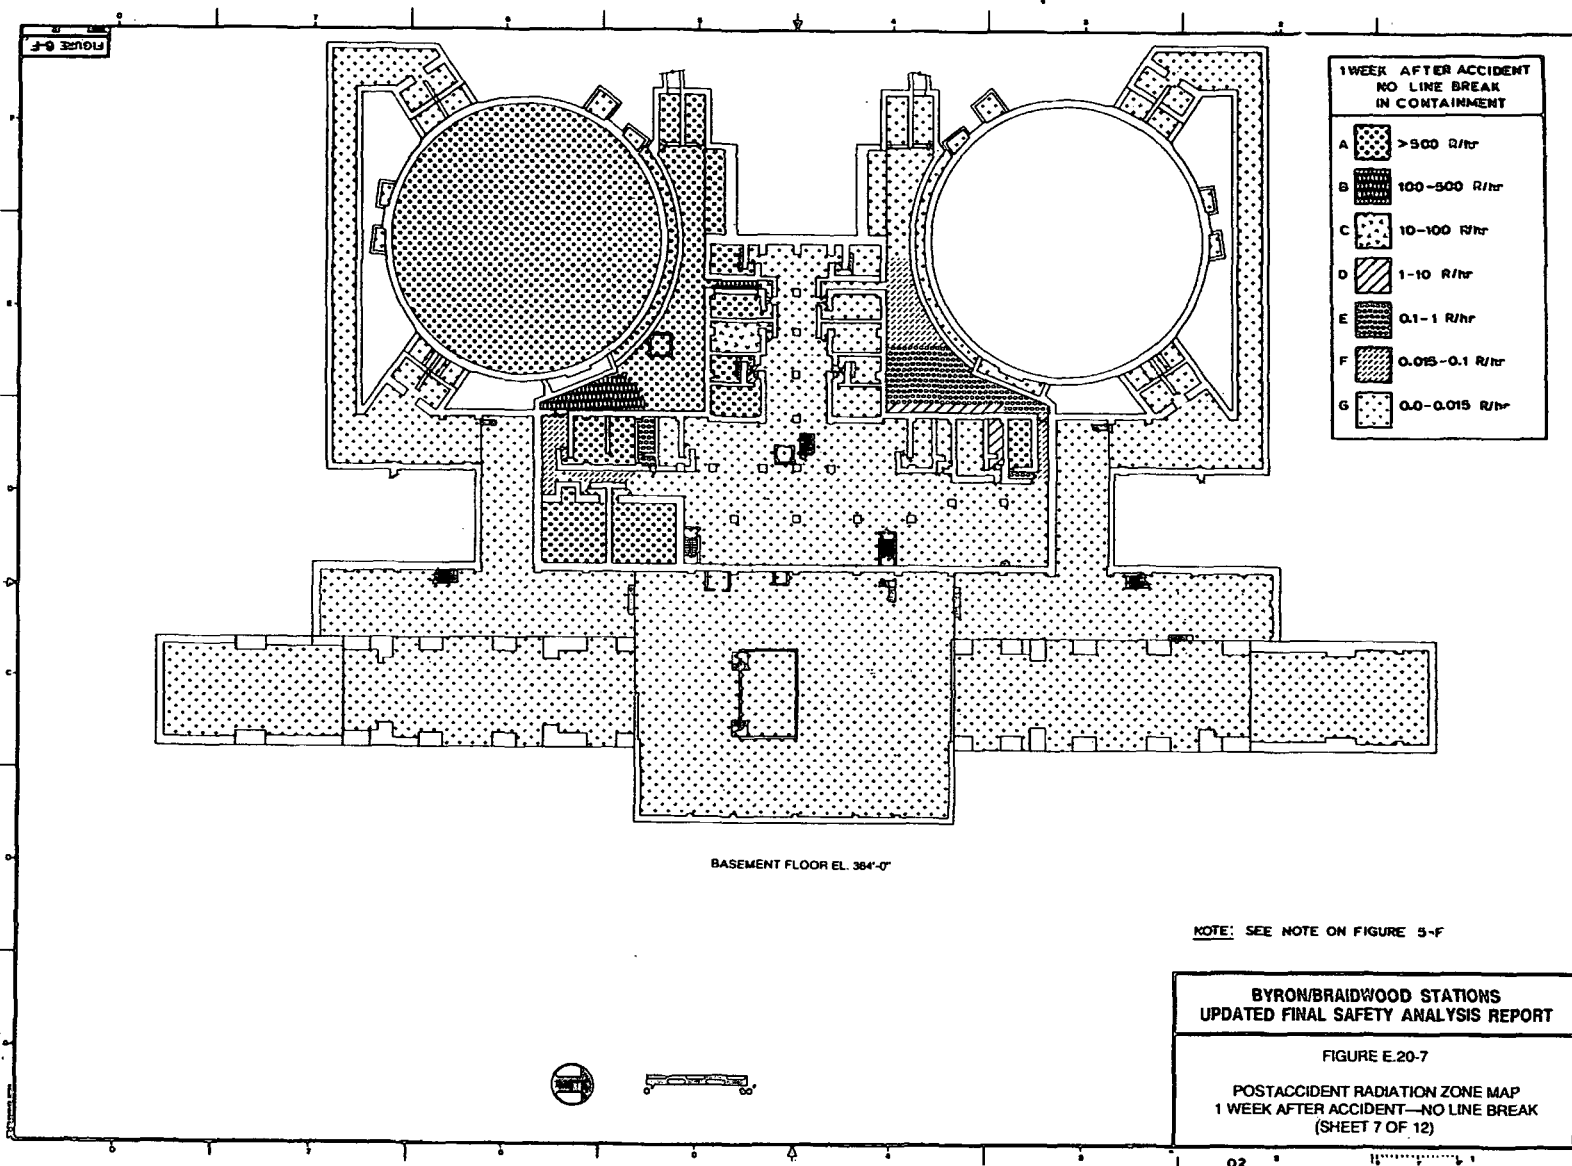 FIGURE 6-F
1 WEEK AFTER ACCIDENT
NO LINE BREAK
IN CONTAINMENT
A >500 R/hr
B 100-500 R/hr
C 10-100 R/hr
D 1-10 R/hr
E 0.1-1 R/hr
F 0.015-0.1 R/hr
G 0.0-0.015 R/hr
BASEMENT FLOOR EL. 364'-0"
NOTE: SEE NOTE ON FIGURE 5-F
BYRON/BRAIDWOOD STATIONS
UPDATED FINAL SAFETY ANALYSIS REPORT
FIGURE E.20-7
POSTACCIDENT RADIATION ZONE MAP
1 WEEK AFTER ACCIDENT—NO LINE BREAK
(SHEET 7 OF 12)
02